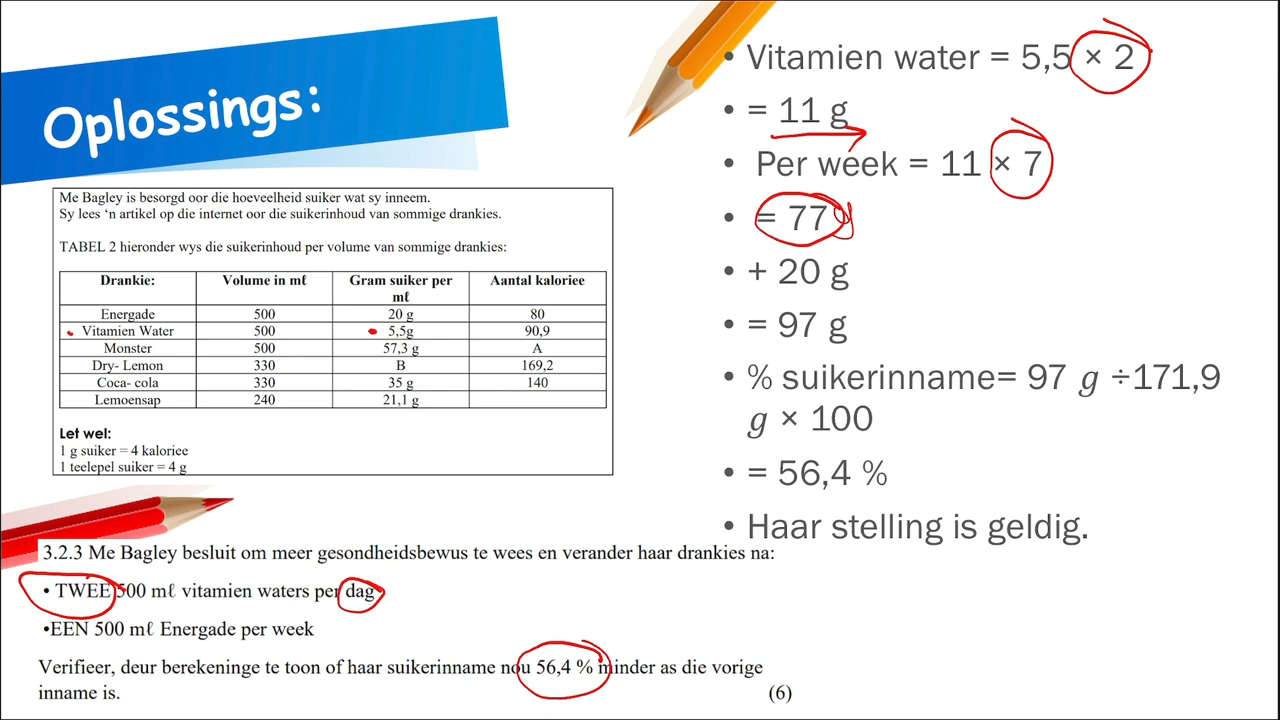 Oplossings:
Me Bagley is besorgd oor die hoeveelheid suiker wat sy inneem.
Sy lees 'n artikel op die internet oor die suikerinhoud van sommige drankies.
TABEL 2 hieronder wys die suikerinhoud per volume van sommige drankies:
Drankie: Volume in mℓ Gram suiker per mℓ Aantal kaloriee
Energade 500 20 g 80
Vitamien Water 500 5,5g 90,9
Monster 500 57,3 g A
Dry- Lemon 330 B 169,2
Coca- cola 330 35 g 140
Lemoensap 240 21,1 g
Let wel:
1 g suiker = 4 kaloriee
1 teelepel suiker = 4 g
3.2.3 Me Bagley besluit om meer gesondheidsbewus te wees en verander haar drankies na:
• TWEE 500 mℓ vitamien waters per dag
•EEN 500 mℓ Energade per week
Verifieer, deur berekeninge te toon of haar suikerinname nou 56,4 % minder as die vorige
inname is. (6)
• Vitamien water = 5,5 × 2
• = 11 g
• Per week = 11 × 7
• = 77 g
• + 20 g
• = 97 g
• % suikerinname= 97 g ÷171,9
g × 100
• = 56,4 %
• Haar stelling is geldig.